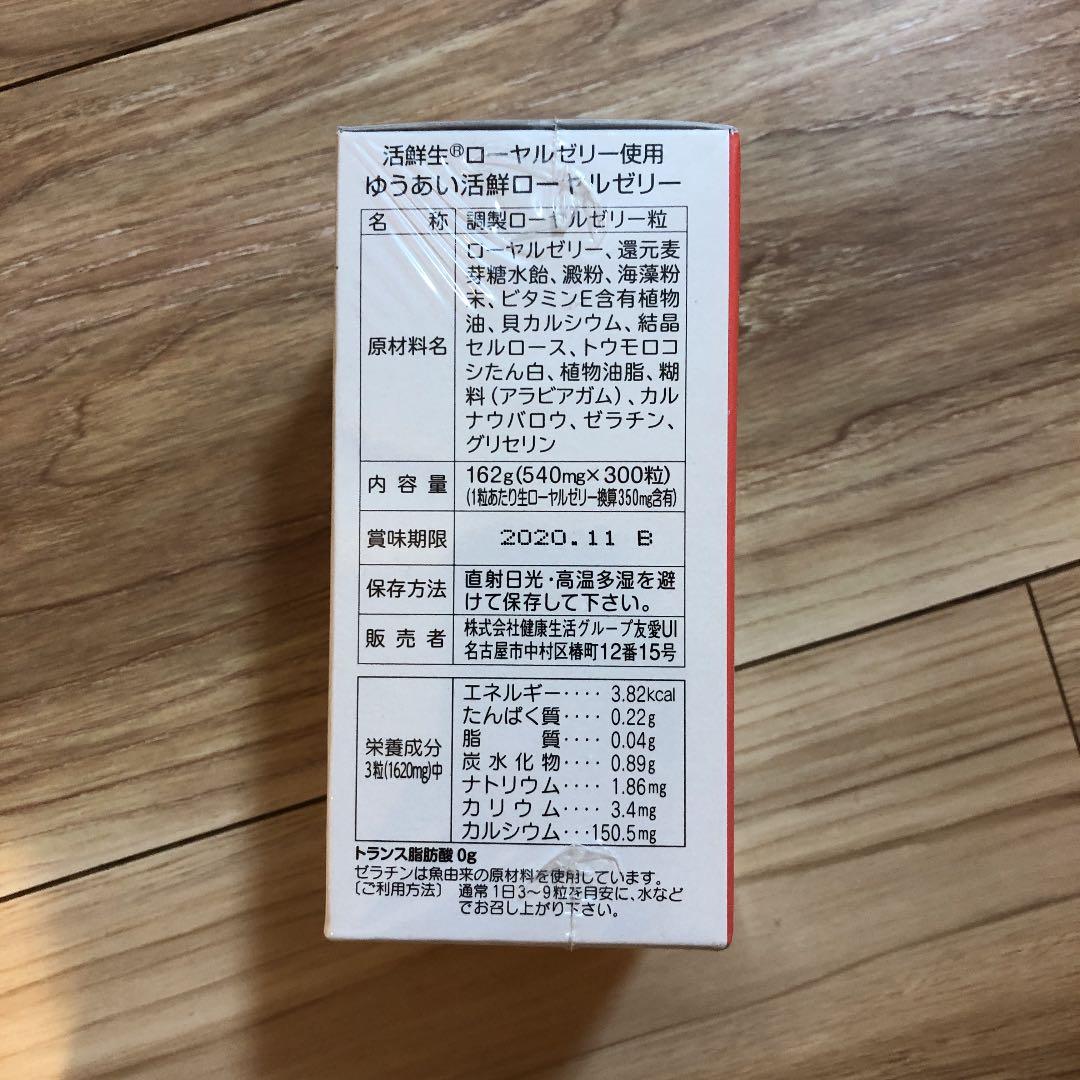 活鮮生®ローヤルゼリー使用
ゆうあい活鮮ローヤルゼリー
名 称 調製ローヤルゼリー粒
原材料名 ローヤルゼリー、還元麦
芽糖水飴、澱粉、海藻粉
末、ビタミンE含有植物
油、貝カルシウム、結晶
セルロース、トウモロコ
シたん白、植物油脂、糊
料(アラビアガム)、カル
ナウバロウ、ゼラチン、
グリセリン
内容量 162g(540mg×300粒)
(1粒あたり生ローヤルゼリー換算350mg含有)
賞味期限 2020.11 B
保存方法 直射日光・高温多湿を避
けて保存して下さい。
販売者 株式会社健康生活グループ友愛UI
名古屋市中村区椿町12番15号
栄養成分
3粒(1620mg)中
エネルギー‥‥ 3.82kcal
たんぱく質‥‥ 0.22g
脂 質‥‥ 0.04g
炭水化物‥‥ 0.89g
ナトリウム‥‥ 1.86mg
カリウム‥‥ 3.4mg
カルシウム‥･150.5mg
トランス脂肪酸 0g
ゼラチンは魚由来の原材料を使用しています。
〔ご利用方法〕 通常1日3〜9粒を目安に、水など
でお召し上がり下さい。